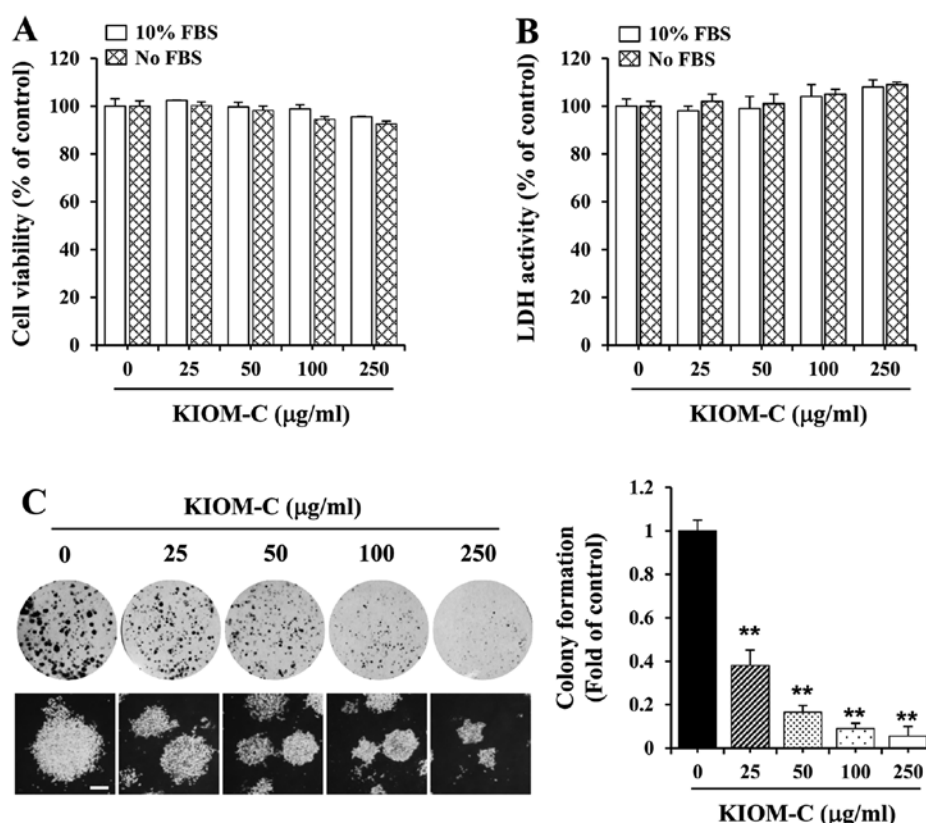 A
10% FBS
No FBS
Cell viability (% of control)
120
100
80
60
40
20
0
0 25 50 100 250
KIOM-C (μg/ml)
B
10% FBS
No FBS
LDH activity (% of control)
120
100
80
60
40
20
0
0 25 50 100 250
KIOM-C (μg/ml)
C
KIOM-C (μg/ml)
0 25 50 100 250
Colony formation
(Fold of control)
1.2
1
0.8
0.6
0.4
0.2
0
**
**
**
**
0 25 50 100 250
KIOM-C (μg/ml)